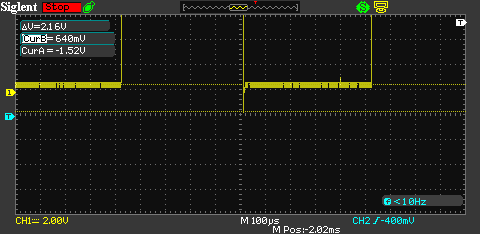 Siglent Stop
T
ΔV=2.16V
CurB= 640mV
CurA = -1.52V
1
T
< 10Hz
CH1 2.00V M 100µs CH2 -400mV
M Pos:-2.02ms